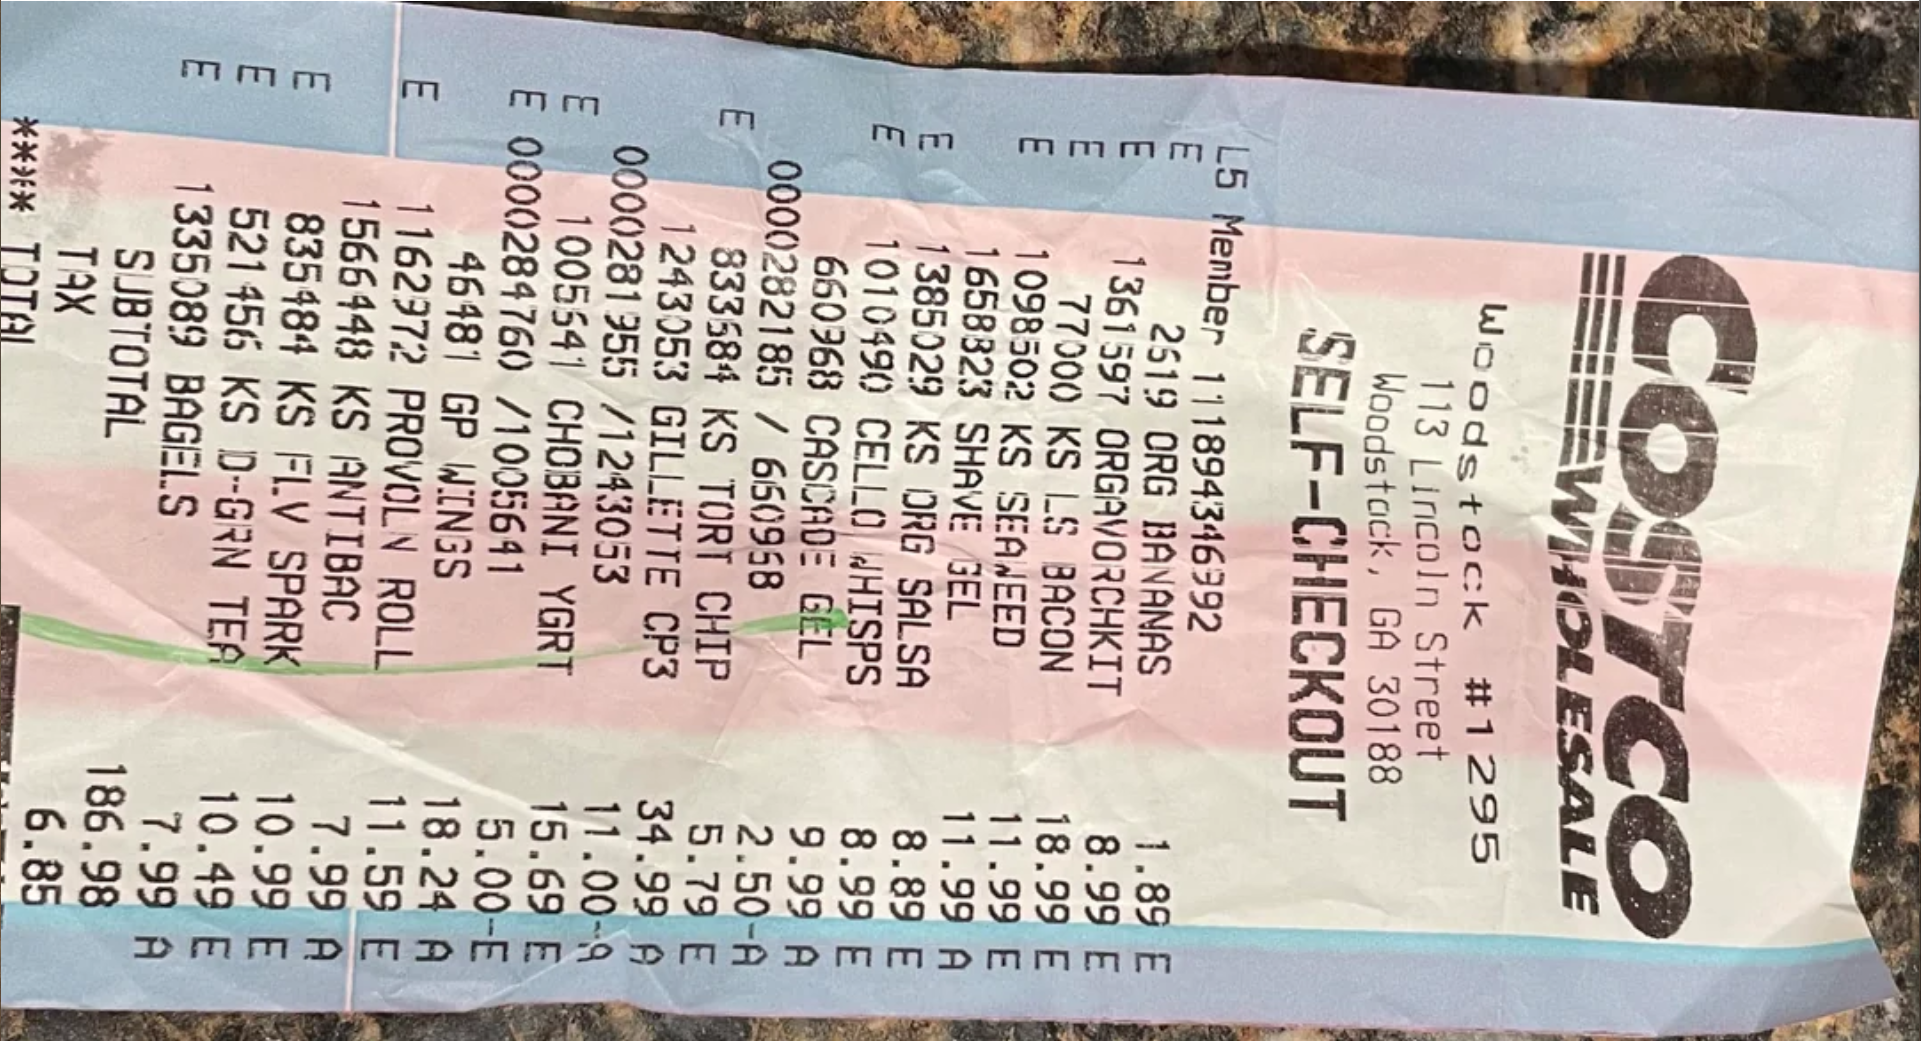 COSTCO
WHOLESALE
Woodstock #1295
113 Lincoln Street
Woodstock, GA 30188
SELF-CHECKOUT
L5 Member 111894346992
E 2619 ORG BANANAS 1.89 E
E 1361597 ORGAVORCHKIT 8.99 E
E 77000 KS LS BACON 18.99 E
E 1098502 KS SEAWEED 11.99 E
1658823 SHAVE GEL 11.99 A
E 1385029 KS ORG SALSA 8.89 E
E 1010490 CELLO WHISPS 8.99 E
660968 CASCADE GEL 9.99 A
0000282185 / 660968 2.50-A
E 833684 KS TORT CHIP 5.79 E
1243053 GILLETTE CP3 34.99 A
0000281955 /1243053 11.00-A
E 1005641 CHOBANI YGRT 15.69 E
E 0000284760 /1005641 5.00-E
46481 GP WINGS 18.24 A
E 1162972 PROVOLN ROLL 11.59 E
1566448 KS ANTIBAC 7.99 A
E 835484 KS FLV SPARK 10.99 E
E 521456 KS D-GRN TEA 10.49 E
E 1335089 BAGELS 7.99 A
SUBTOTAL 186.98
TAX 6.85
**** TOTAL